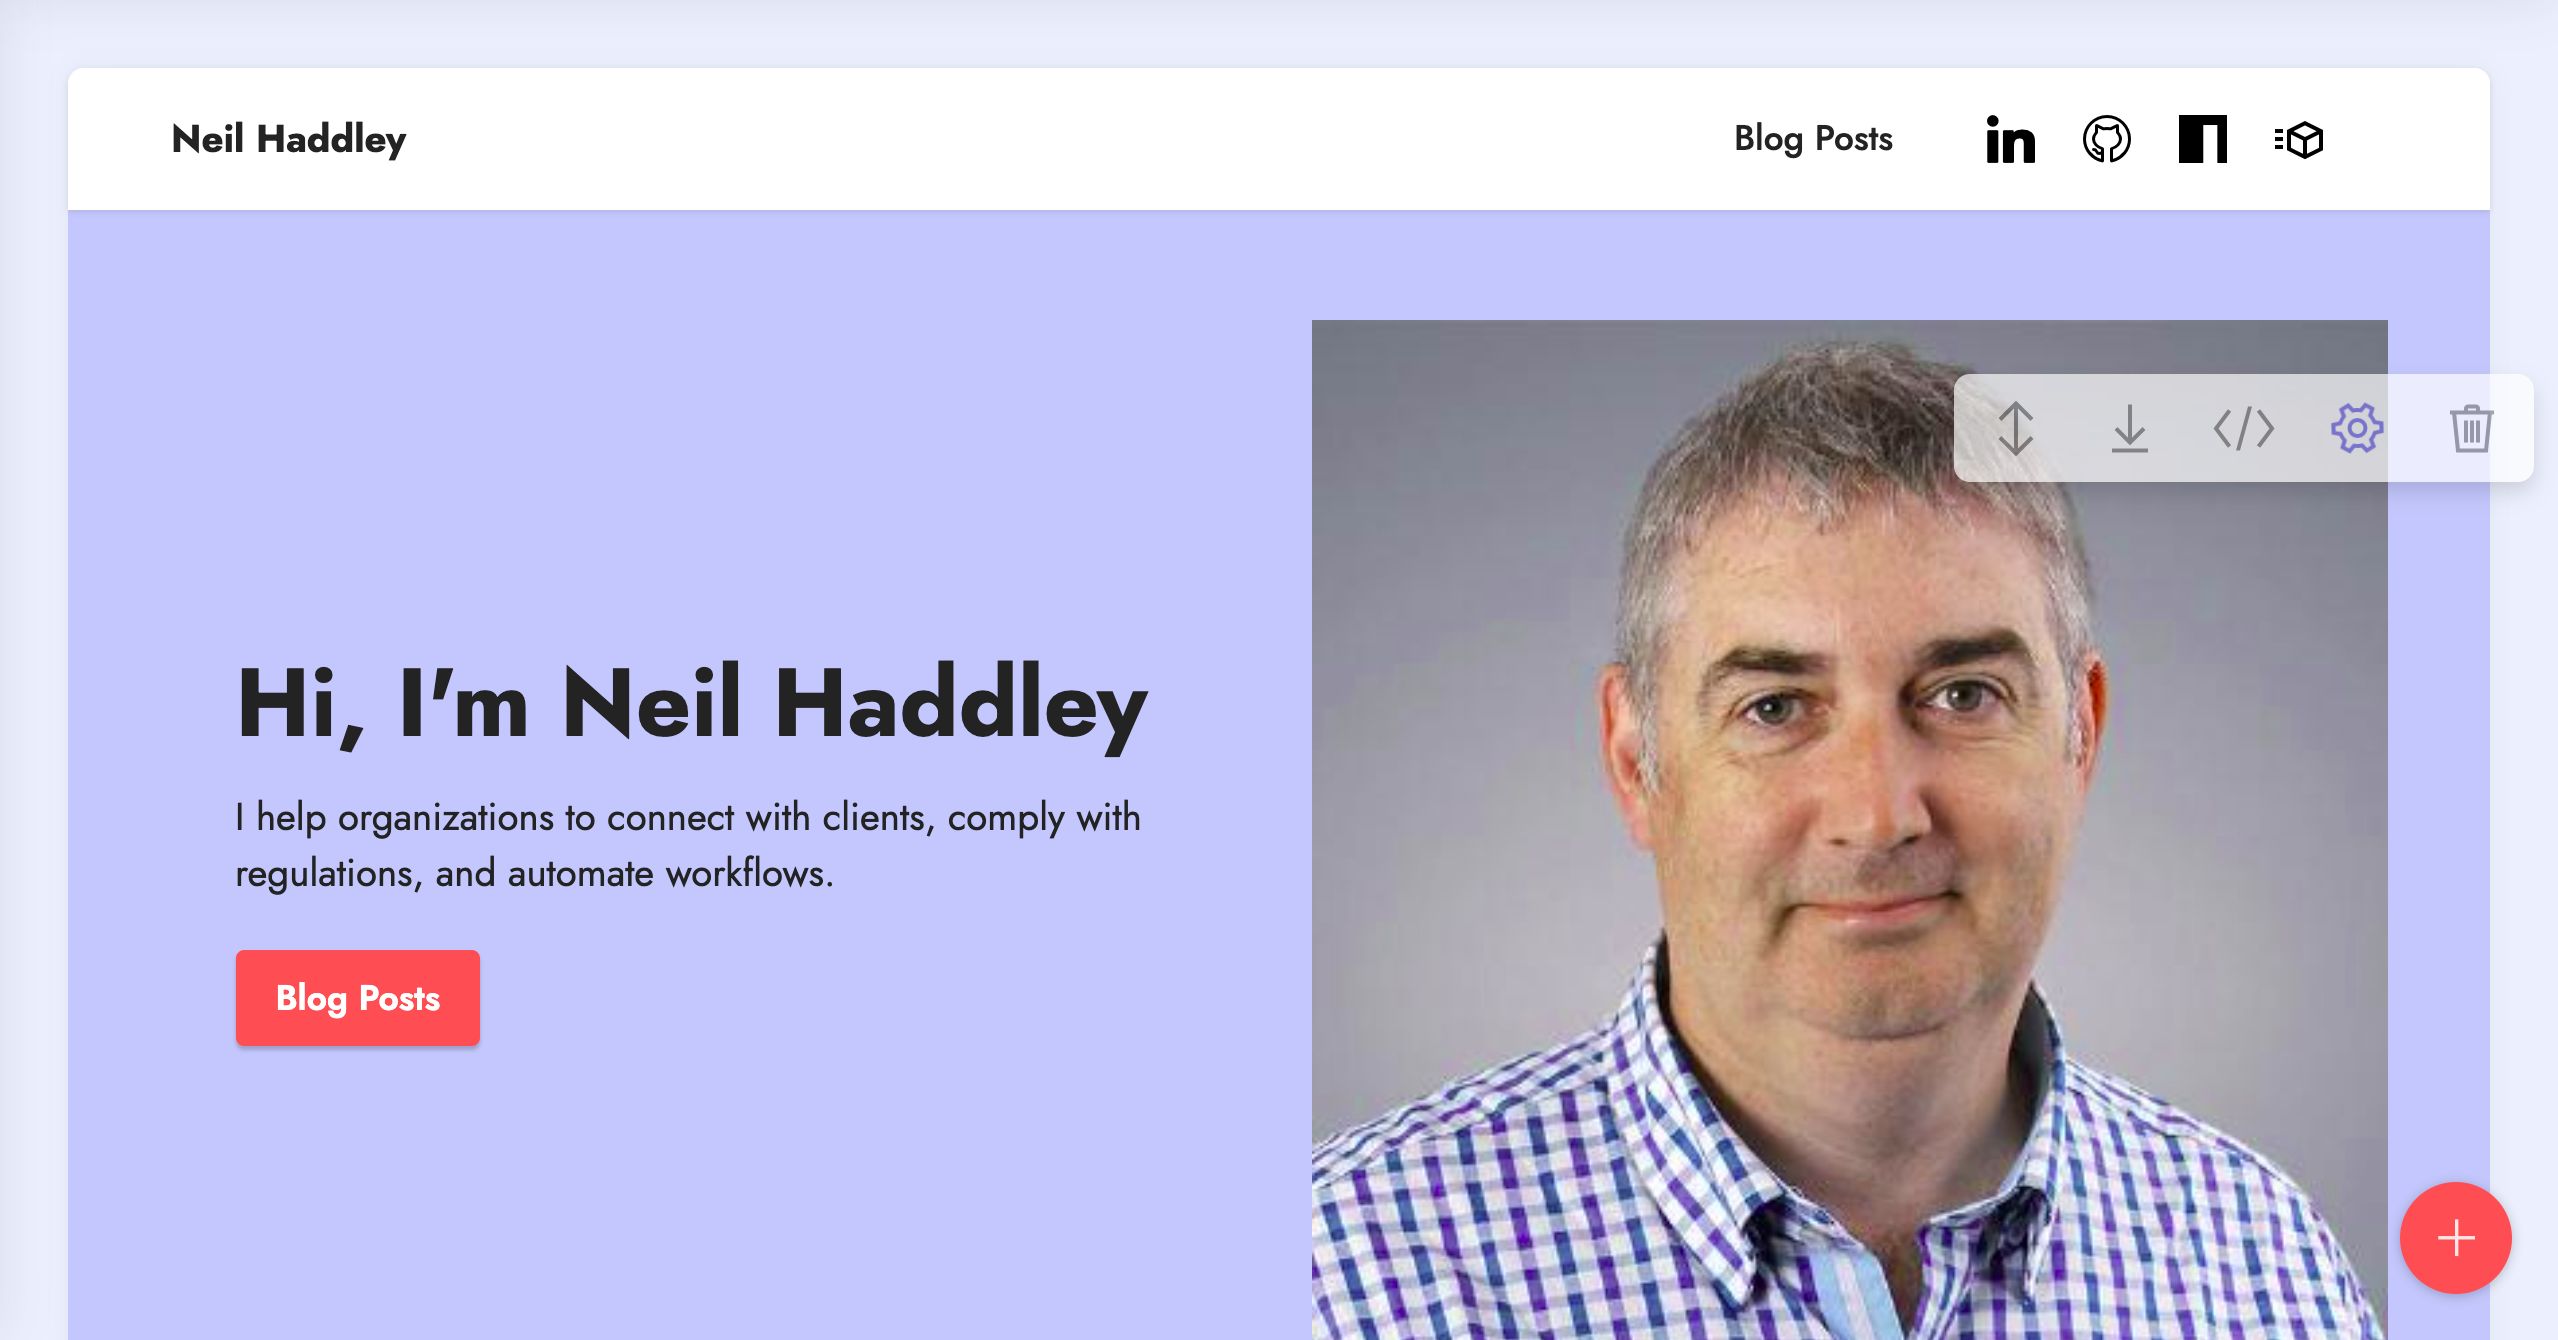 Neil Haddley
Blog Posts
Hi, I'm Neil Haddley
I help organizations to connect with clients, comply with
regulations, and automate workflows.
Blog Posts